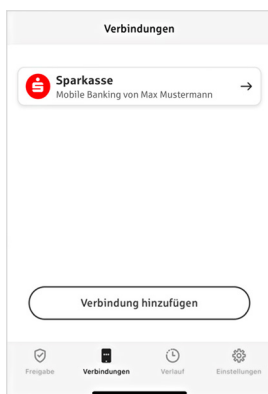 Verbindungen
Sparkasse
Mobile Banking von Max Mustermann
Verbindung hinzufügen
Freigabe
Verbindungen
Verlauf
Einstellungen